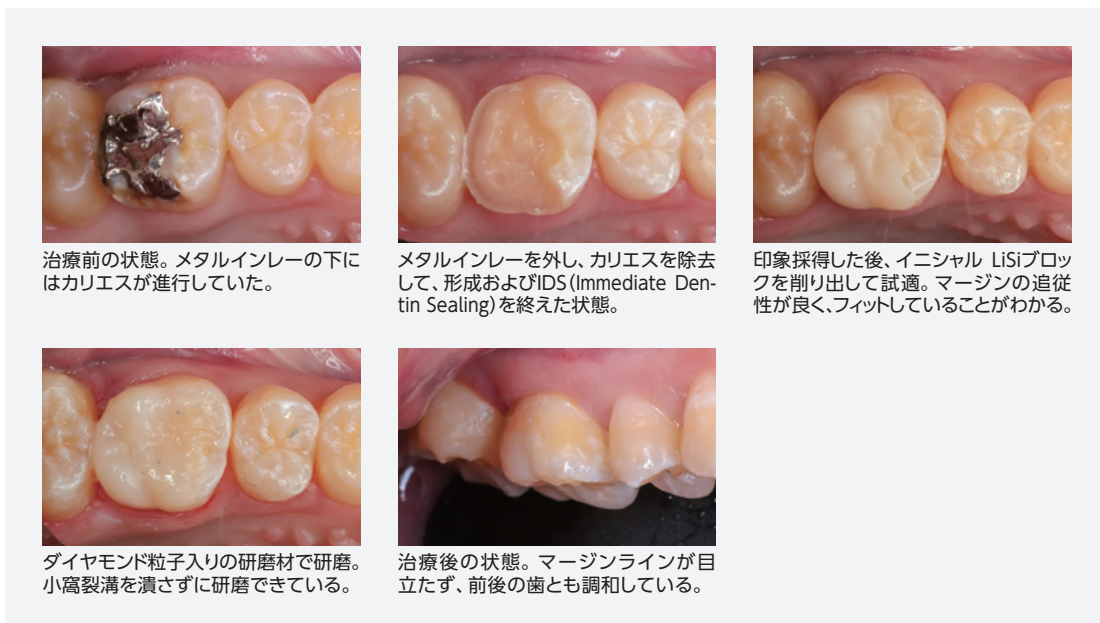 治療前の状態。メタルインレーの下に
はカリエスが進行していた。
メタルインレーを外し、カリエスを除去
して、形成およびIDS(Immediate Den-
tin Sealing)を終えた状態。
印象採得した後、イニシャル LiSiブロッ
クを削り出して試適。マージンの追従
性が良く、フィットしていることがわかる。
ダイヤモンド粒子入りの研磨材で研磨。
小窩裂溝を潰さずに研磨できている。
治療後の状態。マージンラインが目
立たず、前後の歯とも調和している。